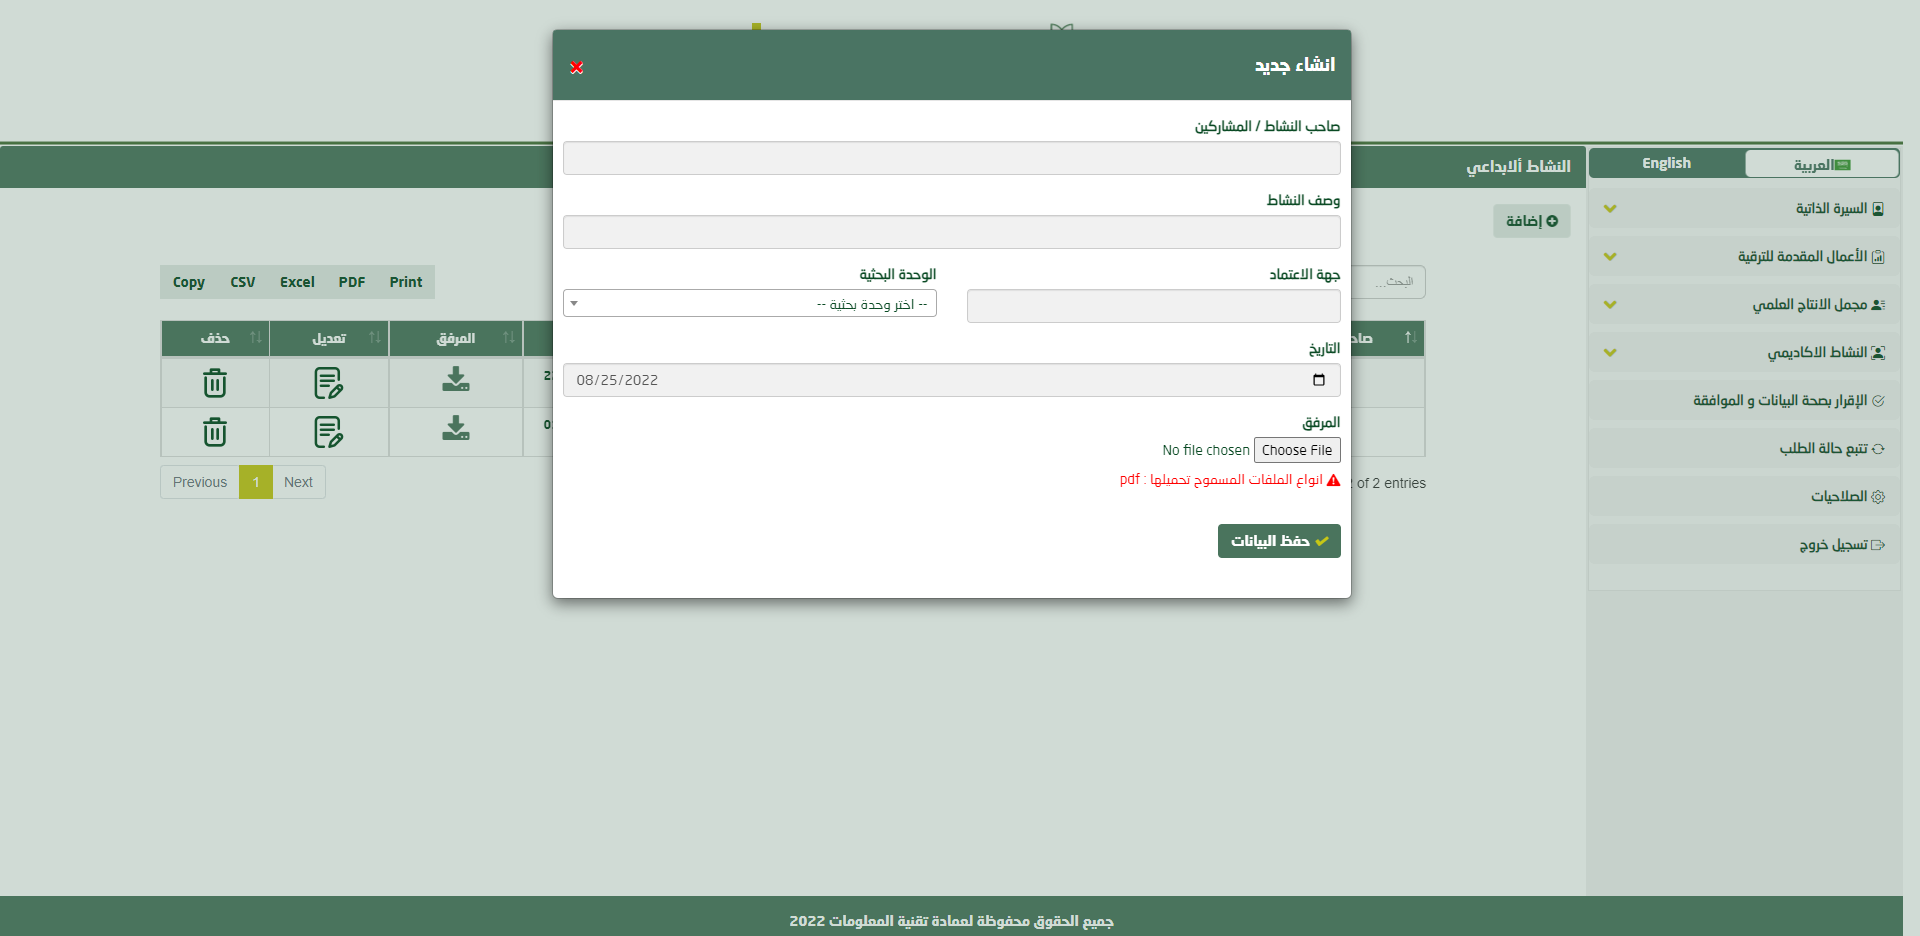 انشاء جديد
صاحب النشاط / المشاركين
وصف النشاط
جهة الاعتماد
الوحدة البحثية
-- اختر وحدة بحثية --
التاريخ
08/25/2022
المرفق
Choose File No file chosen
انواع الملفات المسموح تحميلها : pdf
حفظ البيانات
العربية
English
السيرة الذاتية
الأعمال المقدمة للترقية
مجمل الانتاج العلمي
النشاط الاكاديمي
الإقرار بصحة البيانات و الموافقة
تتبع حالة الطلب
الصلاحيات
تسجيل خروج
النشاط ألابداعي
إضافة
البحث...
Copy CSV Excel PDF Print
المرفق
تعديل
حذف
of 2 entries
Previous 1 Next
جميع الحقوق محفوظة لعمادة تقنية المعلومات 2022